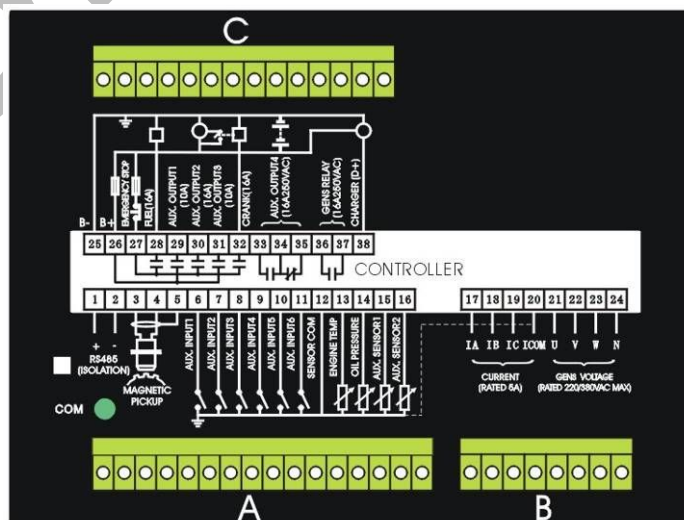 C
B-
B+
EMERGENCY STOP
FUEL(16A)
AUX. OUTPUT1
(10A)
AUX. OUTPUT2
(16A)
AUX. OUTPUT3
(10A)
CRANK(16A)
AUX. OUTPUT4
(16A250VAC)
GENS RELAY
(16A250VAC)
CHARGER (D+)
25 26 27 28 29 30 31 32 33 34 35 36 37 38
CONTROLLER
1 2 3 4 5 6 7 8 9 10 11 12 13 14 15 16
17 18 19 20 21 22 23 24
+ -
RS485
(ISOLATION)
MAGNETIC
PICKUP
COM
AUX. INPUT1
AUX. INPUT2
AUX. INPUT3
AUX. INPUT4
AUX. INPUT5
AUX. INPUT6
SENSOR COM
ENGINE TEMP
OIL PRESSURE
AUX. SENSOR1
AUX. SENSOR2
IA IB IC ICOM U V W N
CURRENT
(RATED 5A)
GENS VOLTAGE
(RATED 220/380VAC MAX)
A
B